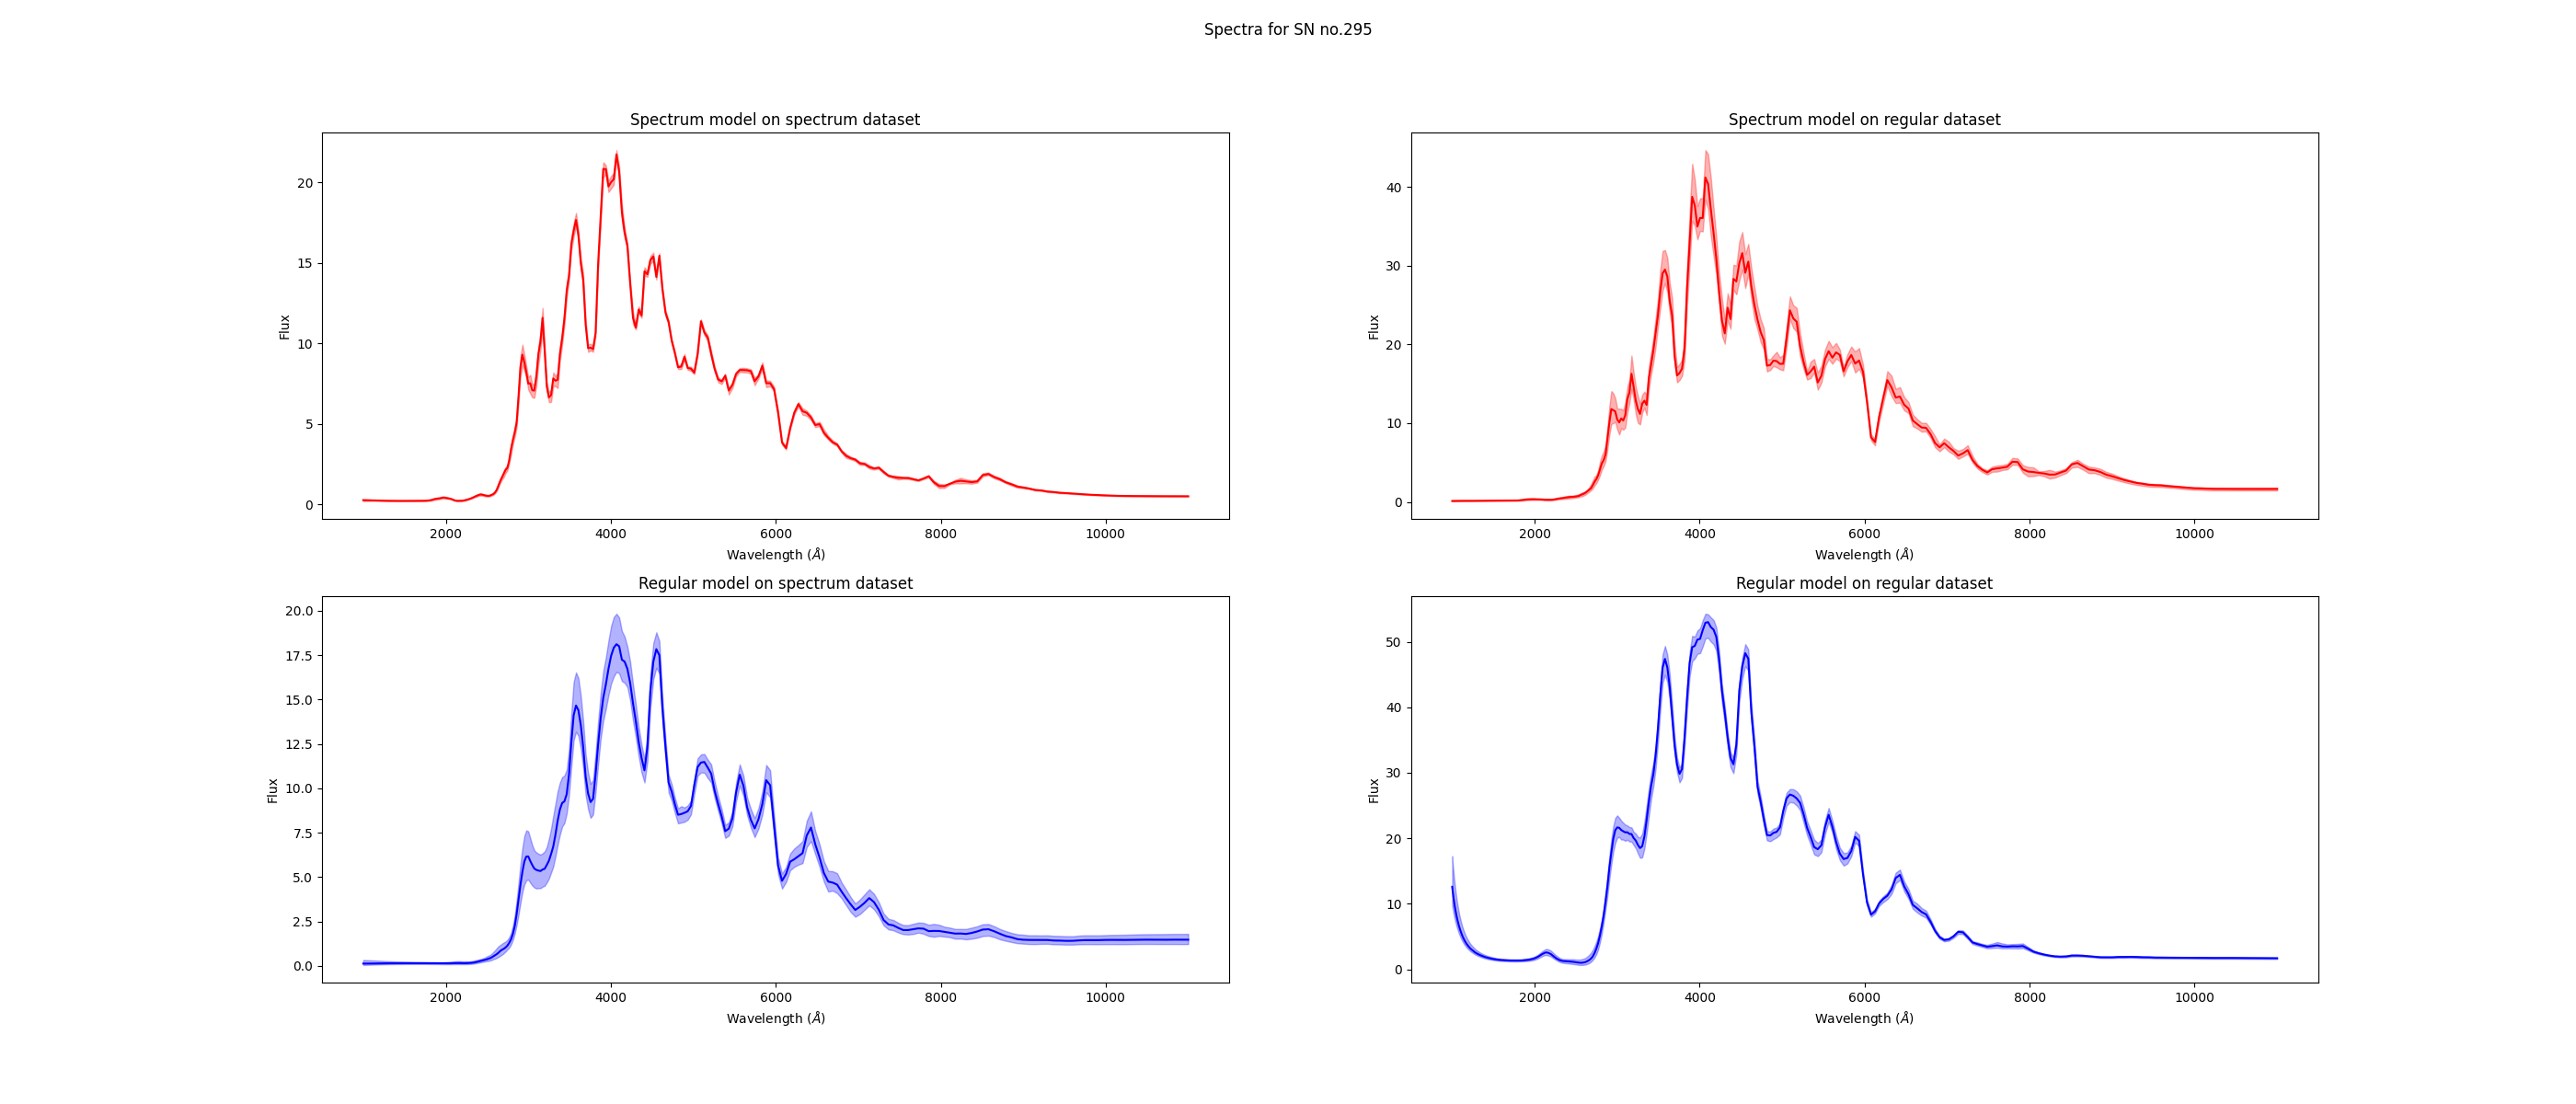 Spectra for SN no.295
Spectrum model on spectrum dataset
Flux
20
15
10
5
0
2000 4000 6000 8000 10000
Wavelength (Å)
Spectrum model on regular dataset
Flux
40
30
20
10
0
2000 4000 6000 8000 10000
Wavelength (Å)
Regular model on spectrum dataset
Flux
20.0
17.5
15.0
12.5
10.0
7.5
5.0
2.5
0.0
2000 4000 6000 8000 10000
Wavelength (Å)
Regular model on regular dataset
Flux
50
40
30
20
10
0
2000 4000 6000 8000 10000
Wavelength (Å)